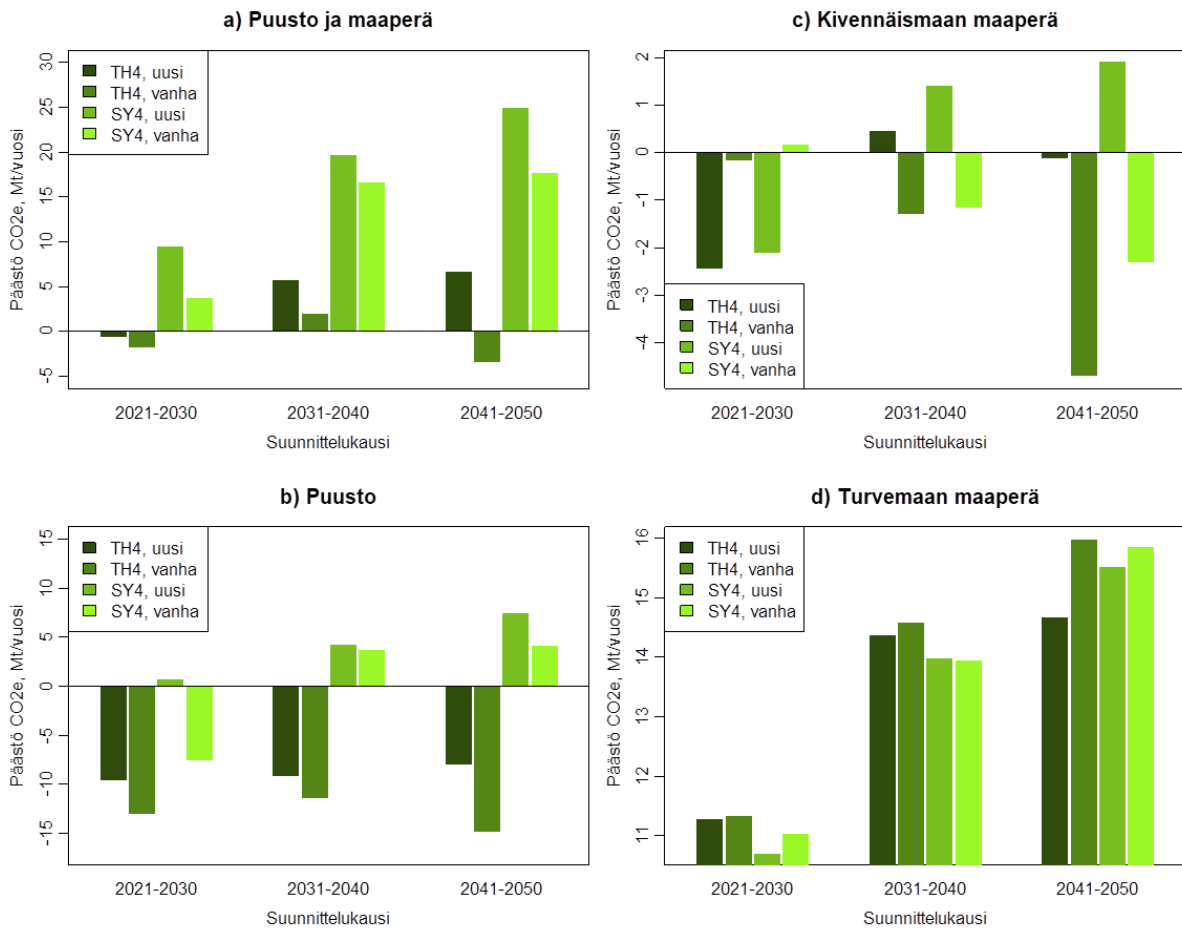 a) Puusto ja maaperä
Päästö CO2e, Mt/vuosi
30
25
20
15
10
5
0
-5
TH4, uusi
TH4, vanha
SY4, uusi
SY4, vanha
2021-2030
2031-2040
2041-2050
Suunnittelukausi
c) Kivennäismaan maaperä
Päästö CO2e, Mt/vuosi
2
1
0
-1
-2
-3
-4
TH4, uusi
TH4, vanha
SY4, uusi
SY4, vanha
2021-2030
2031-2040
2041-2050
Suunnittelukausi
b) Puusto
Päästö CO2e, Mt/vuosi
15
10
5
0
-5
-10
-15
TH4, uusi
TH4, vanha
SY4, uusi
SY4, vanha
2021-2030
2031-2040
2041-2050
Suunnittelukausi
d) Turvemaan maaperä
Päästö CO2e, Mt/vuosi
16
15
14
13
12
11
TH4, uusi
TH4, vanha
SY4, uusi
SY4, vanha
2021-2030
2031-2040
2041-2050
Suunnittelukausi